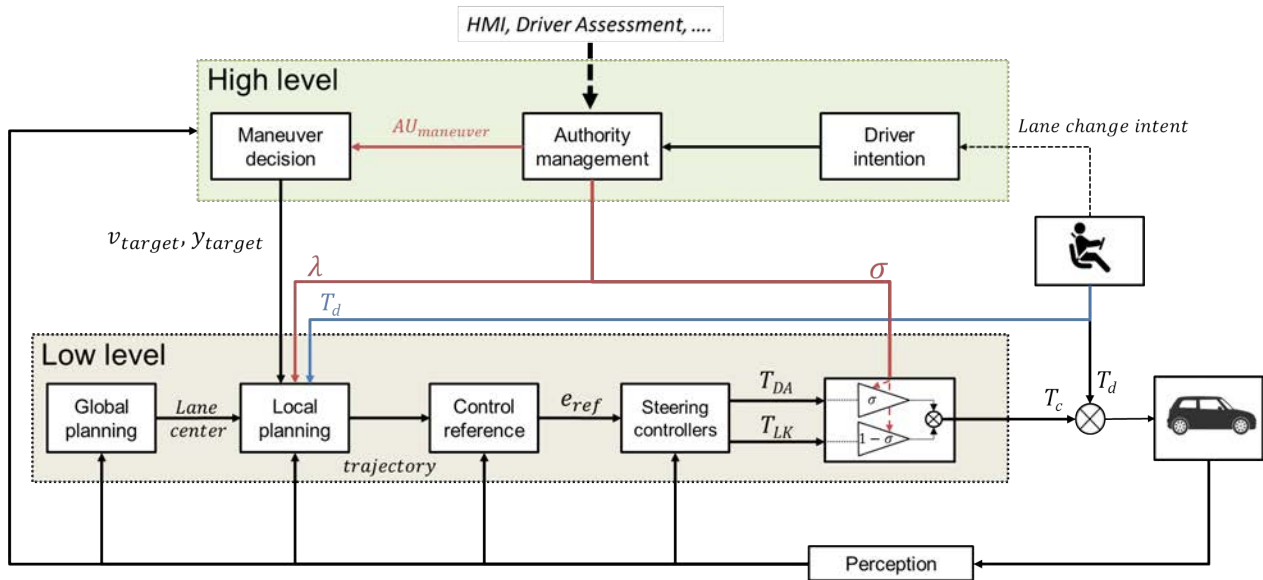 HMI, Driver Assessment, ....
High level
Maneuver
decision
AU_maneuver
Authority
management
Driver
intention
Lane change intent
v_target, y_target
λ
σ
T_d
Low level
Global
planning
Lane
center
Local
planning
trajectory
Control
reference
e_ref
Steering
controllers
T_DA
T_LK
σ
1 − σ
T_c
T_d
Perception